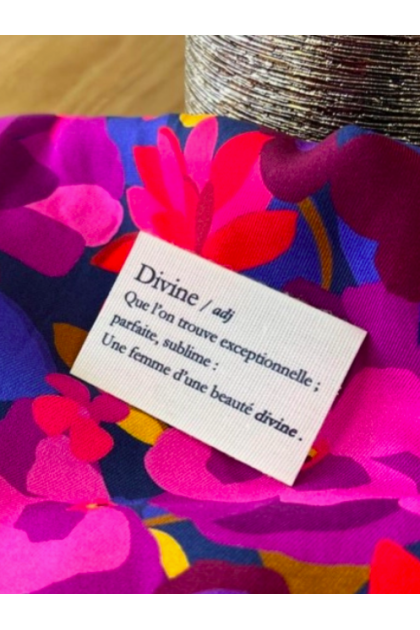 Divine / adj
Que l'on trouve exceptionnelle ;
parfaite, sublime :
Une femme d'une beauté divine.